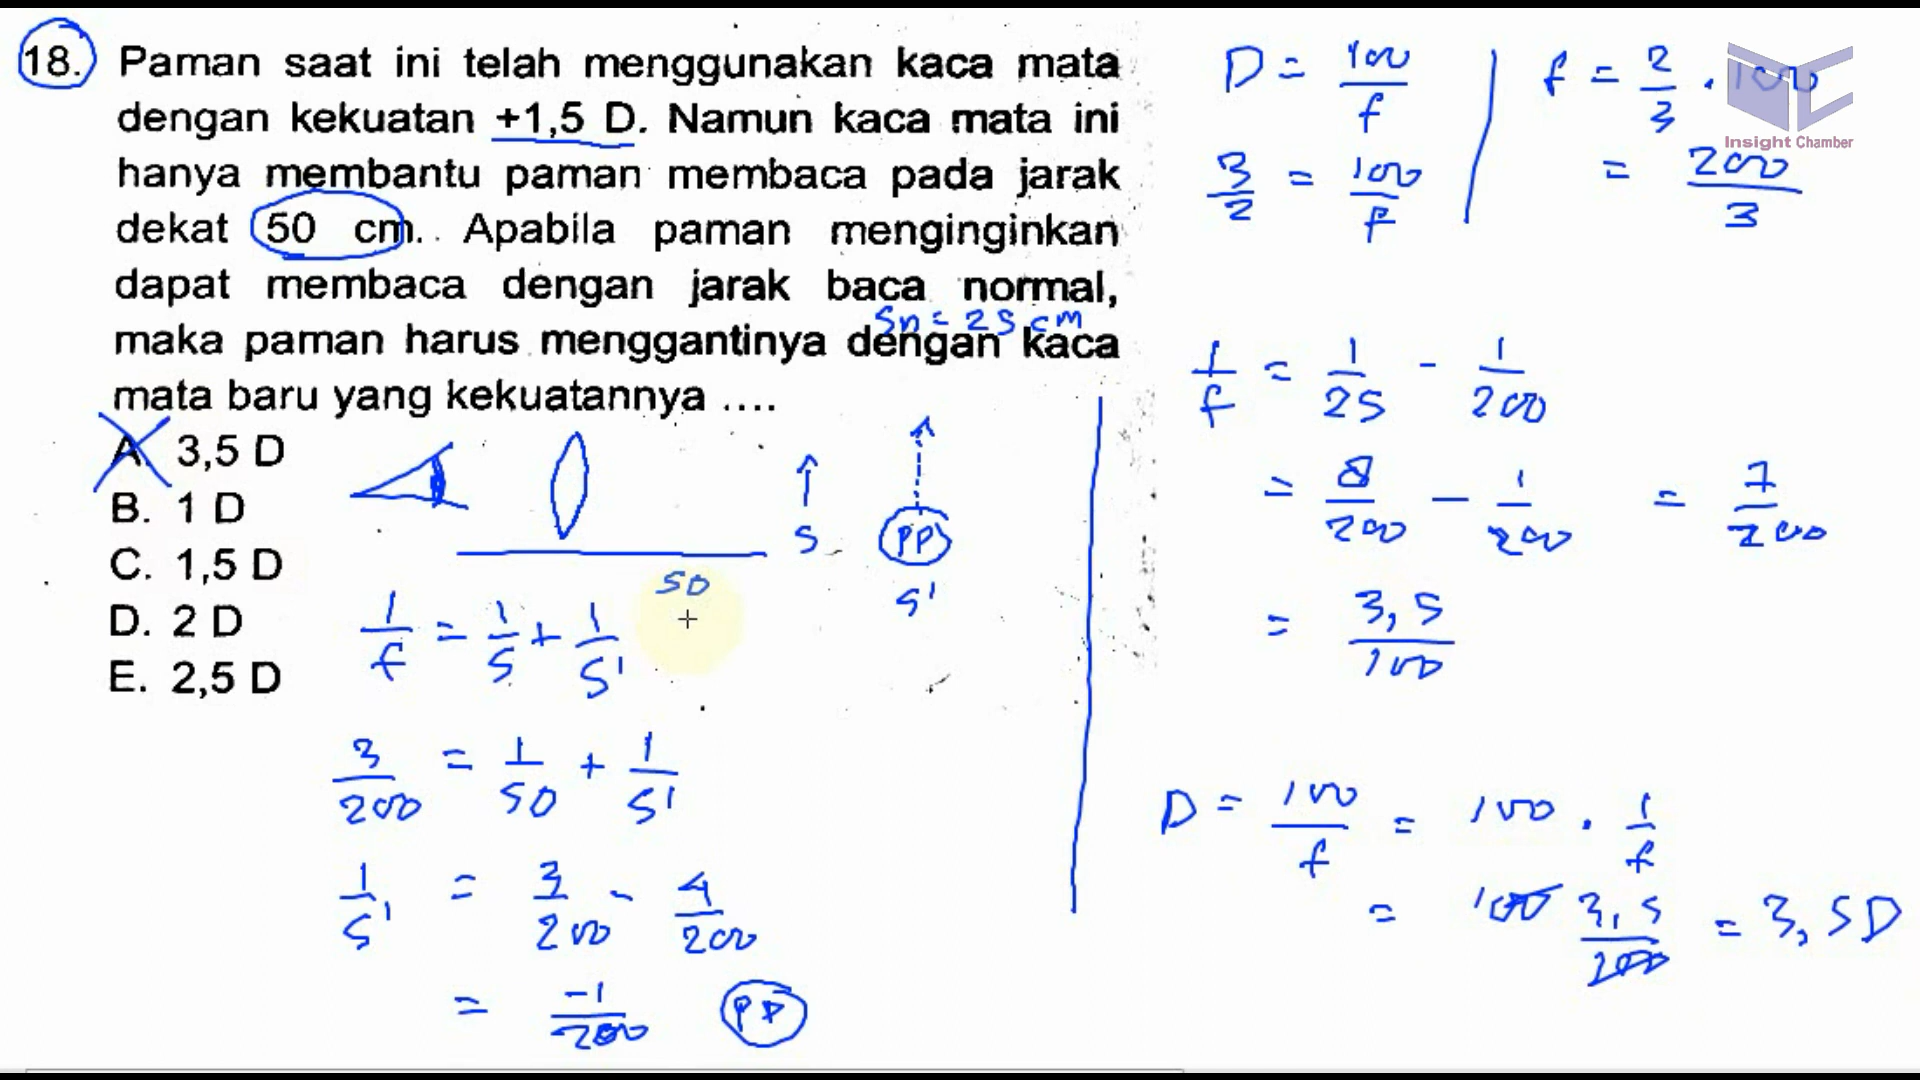 18. Paman saat ini telah menggunakan kaca mata
dengan kekuatan +1,5 D. Namun kaca mata ini
hanya membantu paman membaca pada jarak
dekat 50 cm. Apabila paman menginginkan
dapat membaca dengan jarak baca normal,
Sn = 25 cm
maka paman harus menggantinya dengan kaca
mata baru yang kekuatannya ....
A. 3,5 D
B. 1 D
C. 1,5 D
D. 2 D
E. 2,5 D
S
PP
50
S'
1/f = 1/S + 1/S'
3/200 = 1/50 + 1/S'
1/S' = 3/200 - 4/200
= -1/200
PP
D = 100/f
3/2 = 100/f
f = 2/3 . 100
= 200/3
Insight Chamber
1/f = 1/25 - 1/200
= 8/200 - 1/200 = 7/200
= 3,5/100
D = 100/f = 100 . 1/f
= 100 3,5/100 = 3,5 D